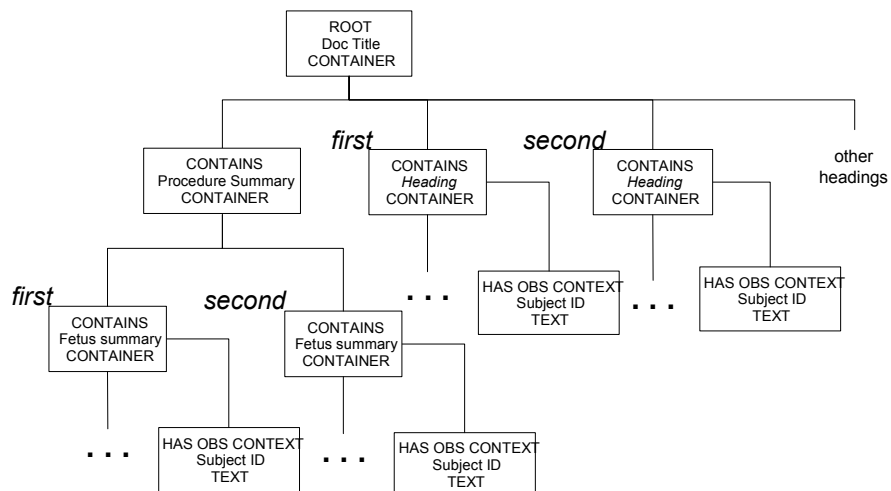 ROOT
Doc Title
CONTAINER
first
second
CONTAINS
Procedure Summary
CONTAINER
CONTAINS
Heading
CONTAINER
CONTAINS
Heading
CONTAINER
other
headings
first
second
. . .
HAS OBS CONTEXT
Subject ID
TEXT
. . .
HAS OBS CONTEXT
Subject ID
TEXT
CONTAINS
Fetus summary
CONTAINER
CONTAINS
Fetus summary
CONTAINER
. . .
HAS OBS CONTEXT
Subject ID
TEXT
. . .
HAS OBS CONTEXT
Subject ID
TEXT